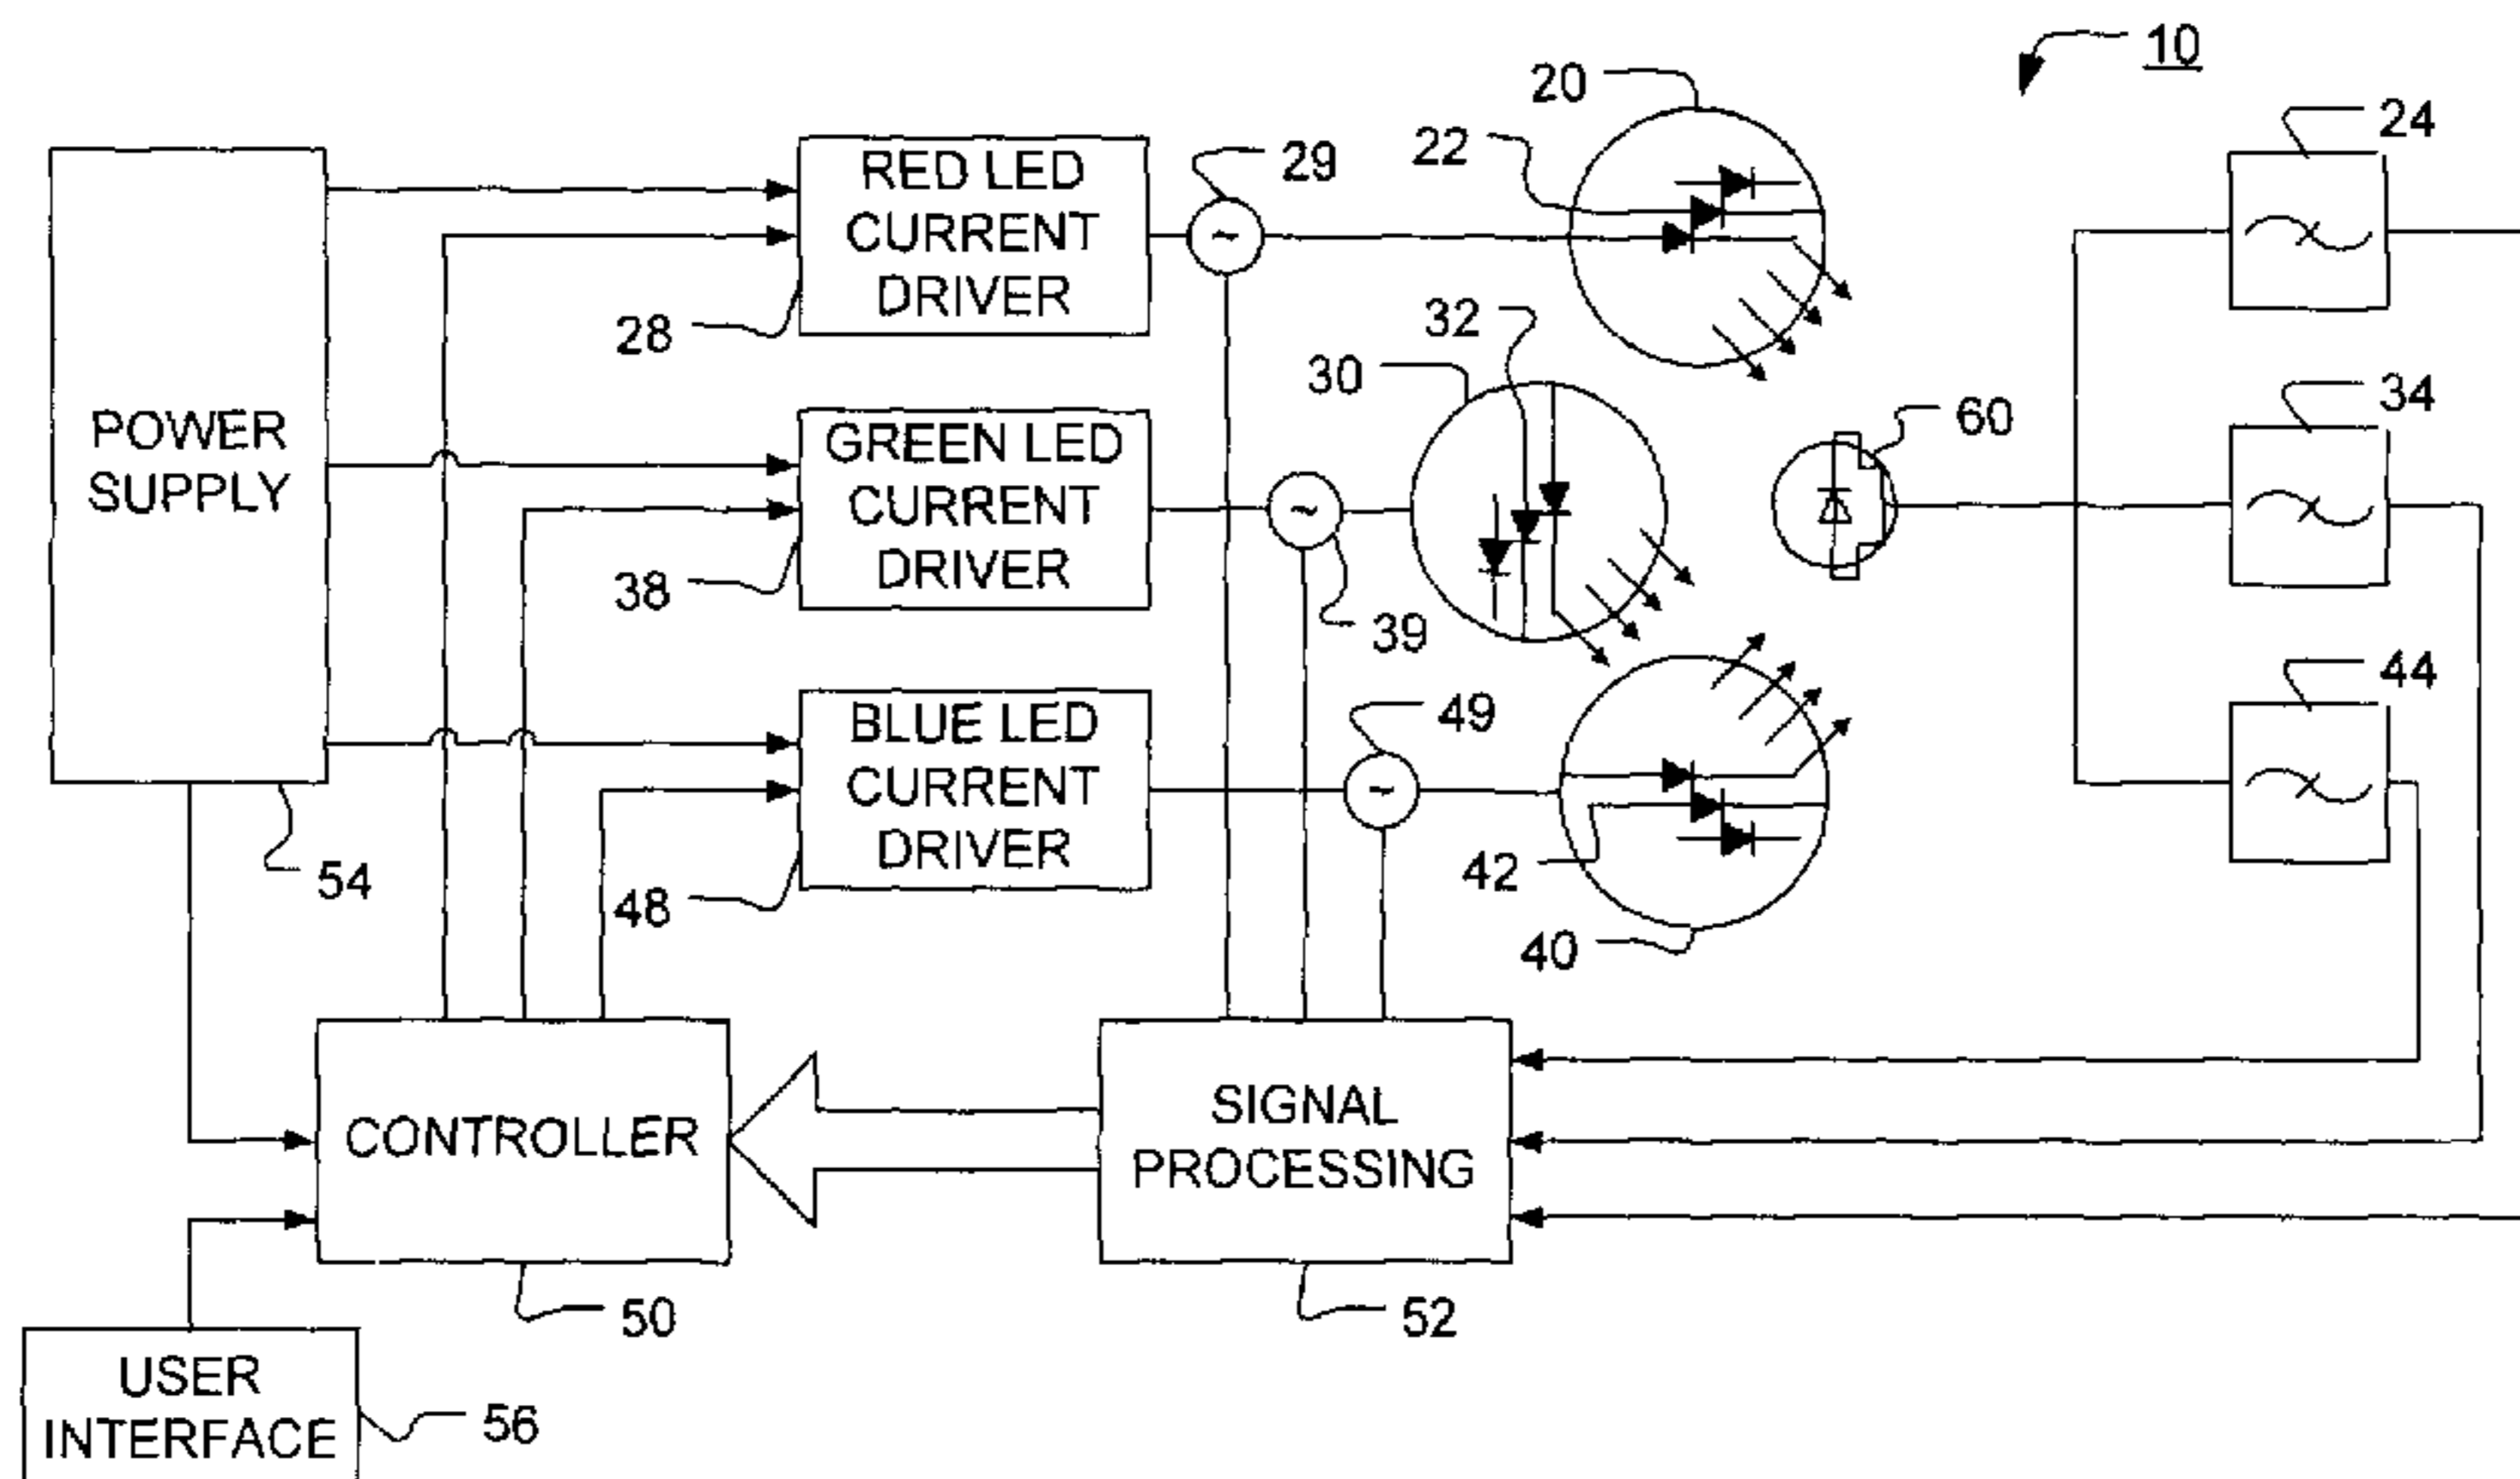 10
20
24
22
29
RED LED
CURRENT
DRIVER
28
32
30
34
60
POWER
SUPPLY
GREEN LED
CURRENT
DRIVER
38
39
44
49
BLUE LED
CURRENT
DRIVER
42
48
54
40
CONTROLLER
SIGNAL
PROCESSING
50
52
USER
INTERFACE
56